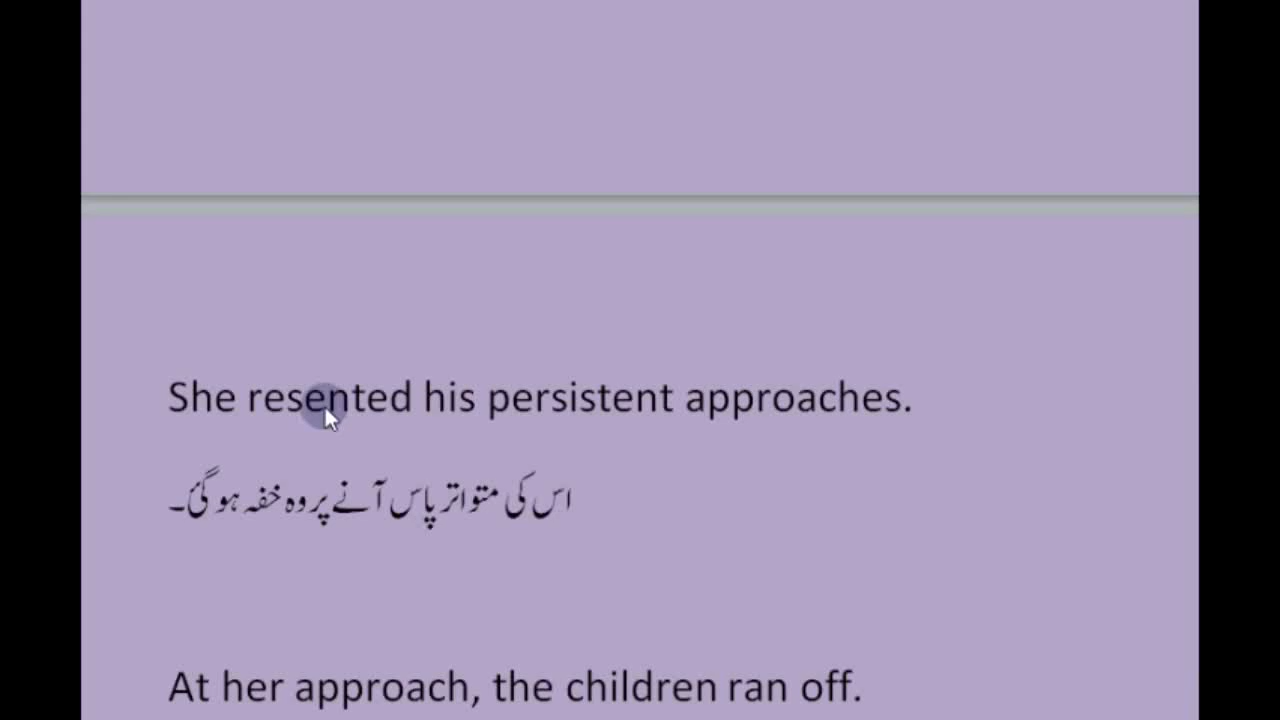 She resented his persistent approaches.
اس کی متواتر پاس آنے پر وہ خفہ ہو گئ۔
At her approach, the children ran off.